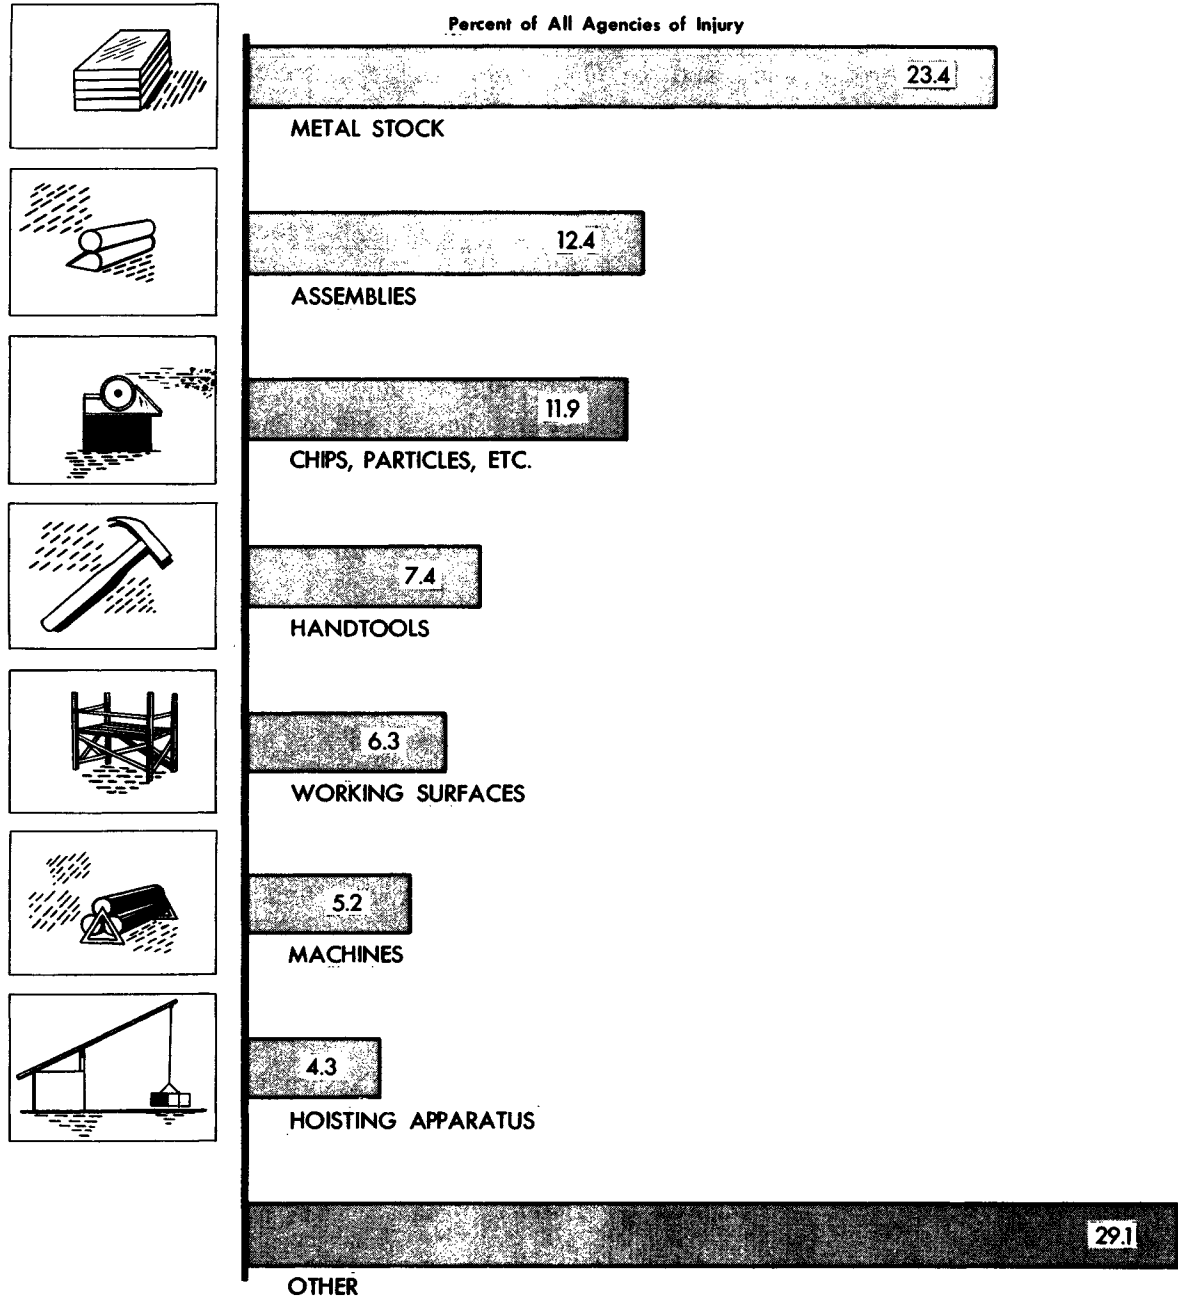 Percent of All Agencies of Injury
23.4
METAL STOCK
12.4
ASSEMBLIES
11.9
CHIPS, PARTICLES, ETC.
7.4
HANDTOOLS
6.3
WORKING SURFACES
5.2
MACHINES
4.3
HOISTING APPARATUS
29.1
OTHER